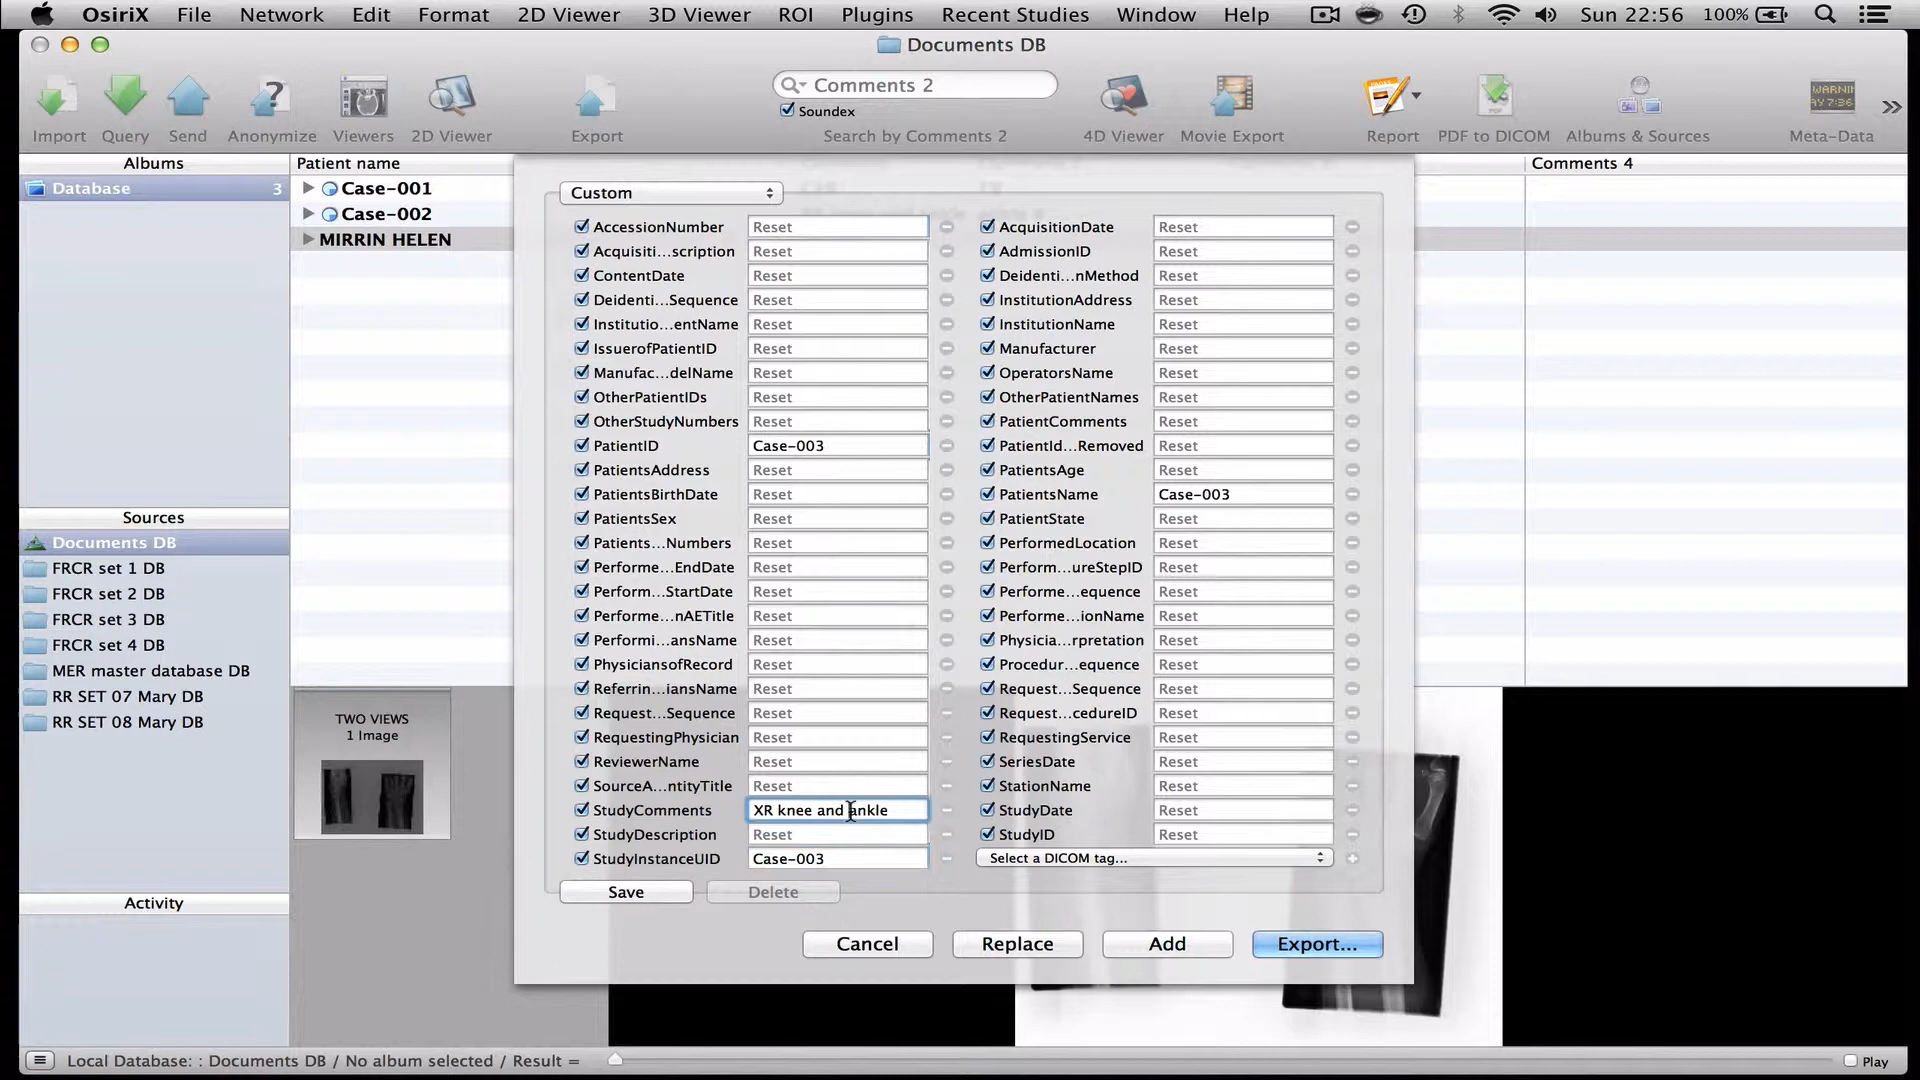 OsiriX File Network Edit Format 2D Viewer 3D Viewer ROI Plugins Recent Studies Window Help Sun 22:56 100%
Documents DB
Comments 2
Soundex
Import Query Send Anonymize Viewers 2D Viewer Export Search by Comments 2 4D Viewer Movie Export Report PDF to DICOM Albums & Sources Meta-Data
Albums Patient name Comments 4
Database 3
Case-001
Case-002
MIRRIN HELEN
Custom
AccessionNumber Reset AcquisitionDate Reset
Acquisiti...scription Reset AdmissionID Reset
ContentDate Reset Deidenti...nMethod Reset
Deidenti...Sequence Reset InstitutionAddress Reset
Institutio...entName Reset InstitutionName Reset
IssuerofPatientID Reset Manufacturer Reset
Manufac...delName Reset OperatorsName Reset
OtherPatientIDs Reset OtherPatientNames Reset
OtherStudyNumbers Reset PatientComments Reset
PatientID Case-003 PatientId...Removed Reset
PatientsAddress Reset PatientsAge Reset
PatientsBirthDate Reset PatientsName Case-003
PatientsSex Reset PatientState Reset
Patients...Numbers Reset PerformedLocation Reset
Performe...EndDate Reset Perform...ureStepID Reset
Perform...StartDate Reset Performe...equence Reset
Performe...nAETitle Reset Performe...ionName Reset
Performi...ansName Reset Physicia...rpretation Reset
PhysiciansofRecord Reset Procedur...equence Reset
Referrin...iansName Reset Request...Sequence Reset
Request...Sequence Reset Request...cedureID Reset
RequestingPhysician Reset RequestingService Reset
ReviewerName Reset SeriesDate Reset
SourceA...ntityTitle Reset StationName Reset
StudyComments XR knee and ankle StudyDate Reset
StudyDescription Reset StudyID Reset
StudyInstanceUID Case-003 Select a DICOM tag...
Save Delete
Cancel Replace Add Export...
Sources
Documents DB
FRCR set 1 DB
FRCR set 2 DB
FRCR set 3 DB
FRCR set 4 DB
MER master database DB
RR SET 07 Mary DB
RR SET 08 Mary DB
TWO VIEWS
1 Image
Activity
Local Database: : Documents DB / No album selected / Result = Play